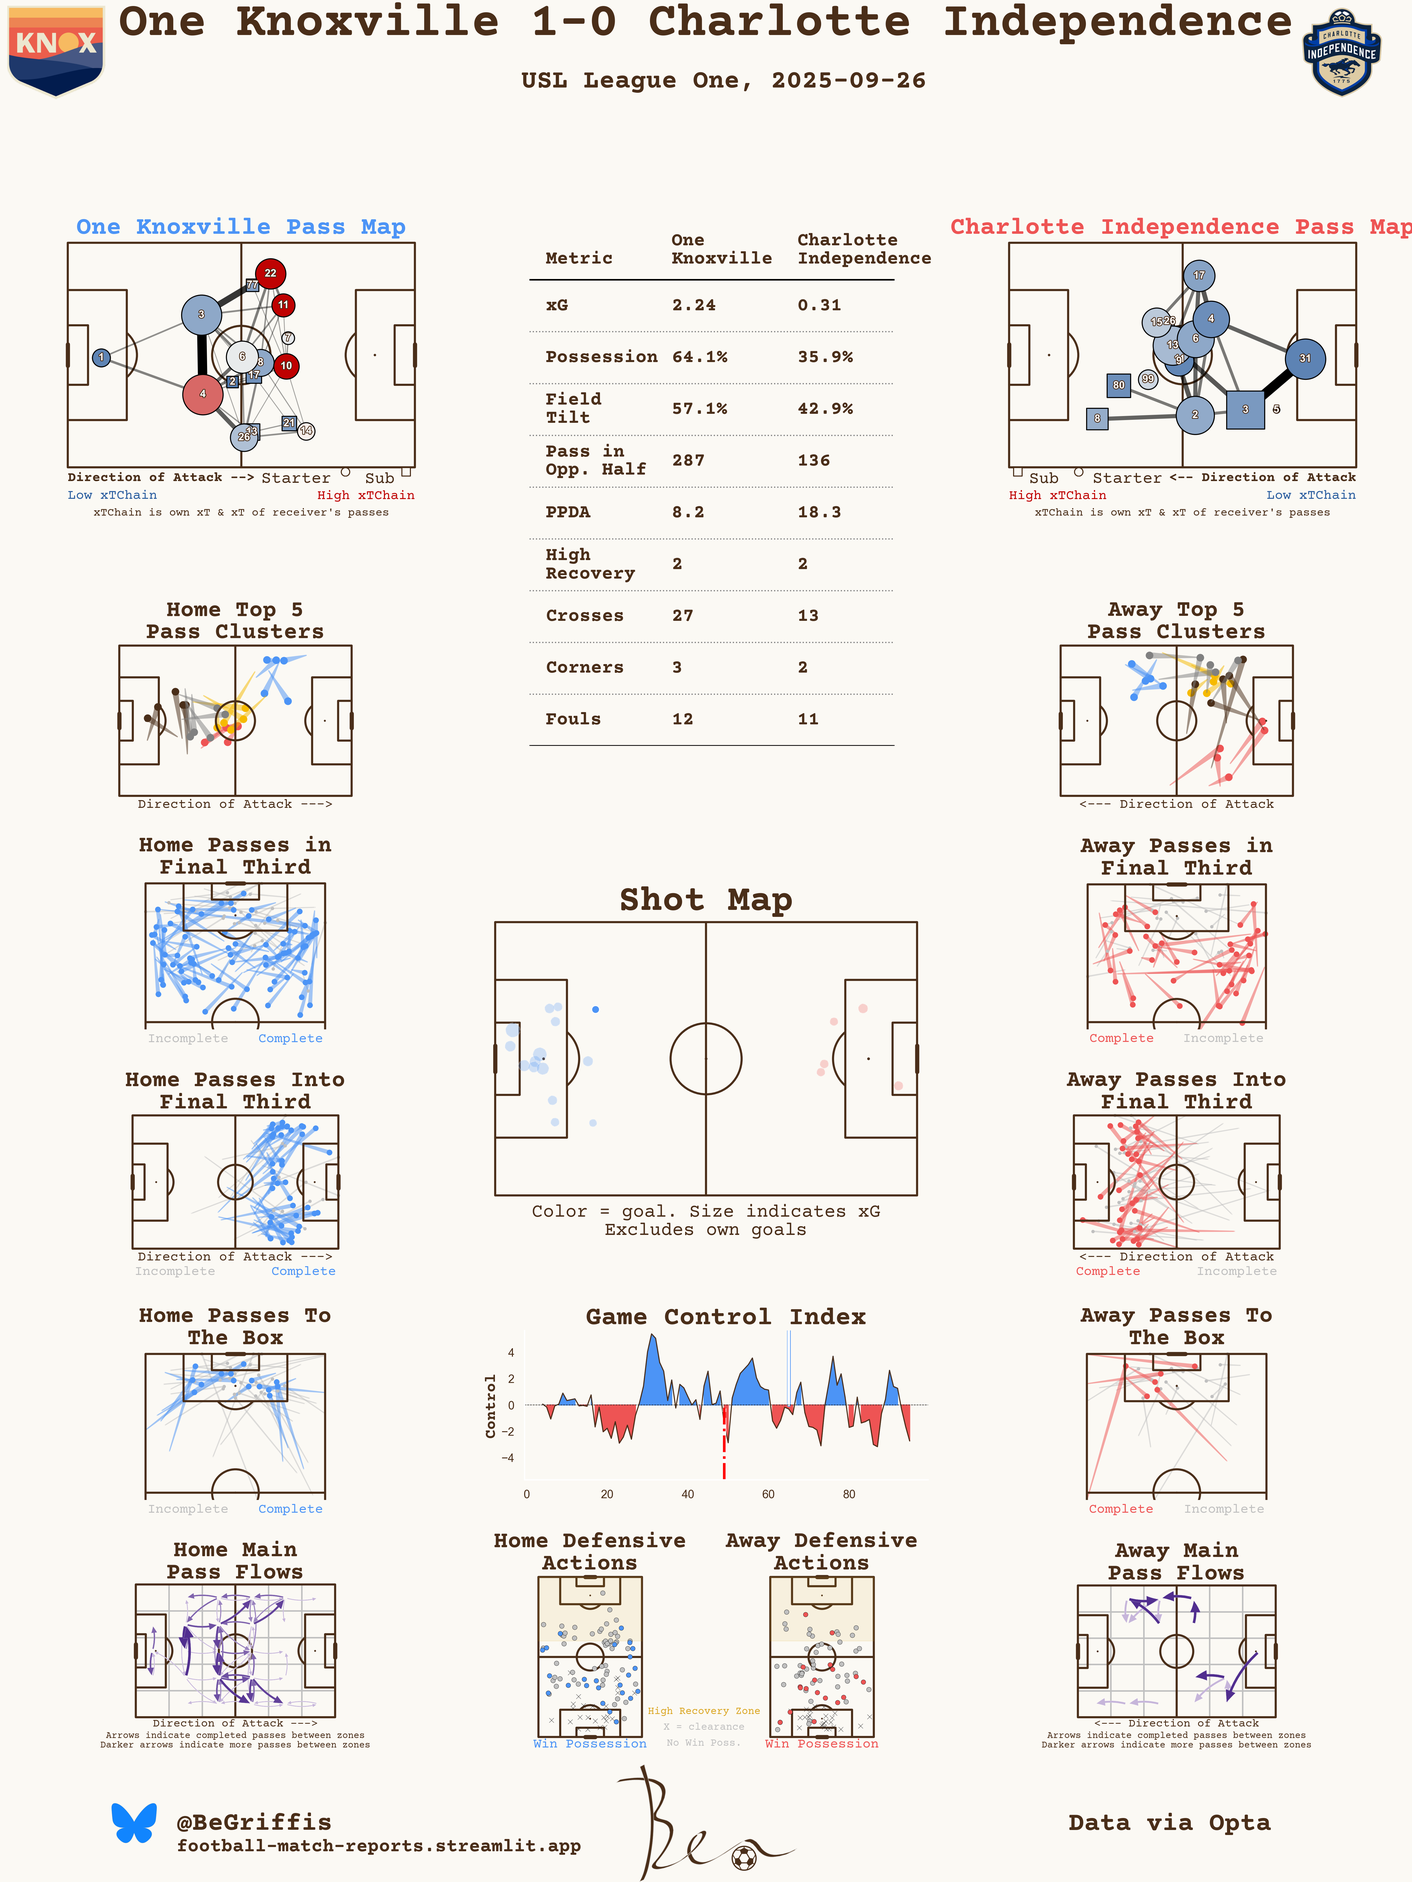 One Knoxville 1-0 Charlotte Independence
USL League One, 2025-09-26
KNOX
CHARLOTTE
INDEPENDENCE
1775
One Knoxville Pass Map
22
77
11
3
7
6
1
8
10
17
2
4
21
13
26
14
Direction of Attack --> Starter Sub
Low xTChain High xTChain
xTChain is own xT & xT of receiver's passes
Metric One Knoxville Charlotte Independence
xG 2.24 0.31
Possession 64.1% 35.9%
Field Tilt 57.1% 42.9%
Pass in Opp. Half 287 136
PPDA 8.2 18.3
High Recovery 2 2
Crosses 27 13
Corners 3 2
Fouls 12 11
Charlotte Independence Pass Map
17
15
26
4
6
13
31
99
80
8
2
3
5
Sub Starter <-- Direction of Attack
High xTChain Low xTChain
xTChain is own xT & xT of receiver's passes
Home Top 5
Pass Clusters
Direction of Attack --->
Away Top 5
Pass Clusters
<--- Direction of Attack
Home Passes in
Final Third
Incomplete Complete
Away Passes in
Final Third
Complete Incomplete
Shot Map
Color = goal. Size indicates xG
Excludes own goals
Home Passes Into
Final Third
Direction of Attack --->
Incomplete Complete
Away Passes Into
Final Third
<--- Direction of Attack
Complete Incomplete
Home Passes To
The Box
Incomplete Complete
Game Control Index
Control
4
2
0
−2
−4
0 20 40 60 80
Away Passes To
The Box
Complete Incomplete
Home Main
Pass Flows
Direction of Attack --->
Arrows indicate completed passes between zones
Darker arrows indicate more passes between zones
Home Defensive
Actions
Win Possession
High Recovery Zone
X = clearance
No Win Poss.
Away Defensive
Actions
Win Possession
Away Main
Pass Flows
<--- Direction of Attack
Arrows indicate completed passes between zones
Darker arrows indicate more passes between zones
@BeGriffis
football-match-reports.streamlit.app
Ben
Data via Opta